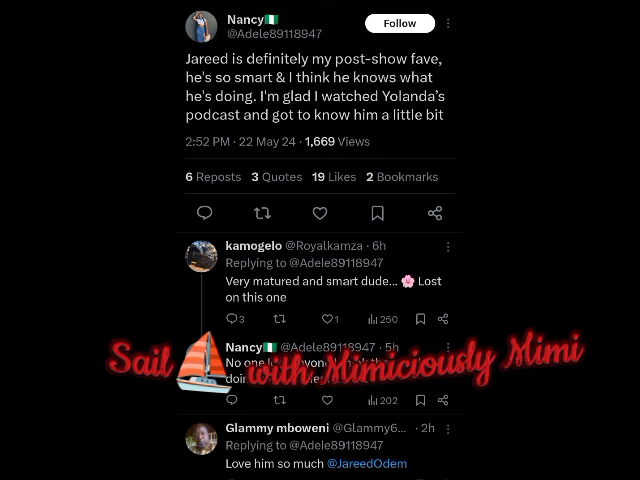 Nancy🇳🇬
@Adele89118947
Follow
Jareed is definitely my post-show fave,
he's so smart & I think he knows what
he's doing. I'm glad I watched Yolanda's
podcast and got to know him a little bit
2:52 PM · 22 May 24 · 1,669 Views
6 Reposts 3 Quotes 19 Likes 2 Bookmarks
kamogelo @Royalkamza · 6h
Replying to @Adele89118947
Very matured and smart dude... 🌸 Lost
on this one
3 1 250
Nancy🇳🇬 @Adele89118947 · 5h
No one
Sail with Mimiciously Mimi
202
Glammy mboweni @Glammy6... · 2h
Replying to @Adele89118947
Love him so much @JareedOdem